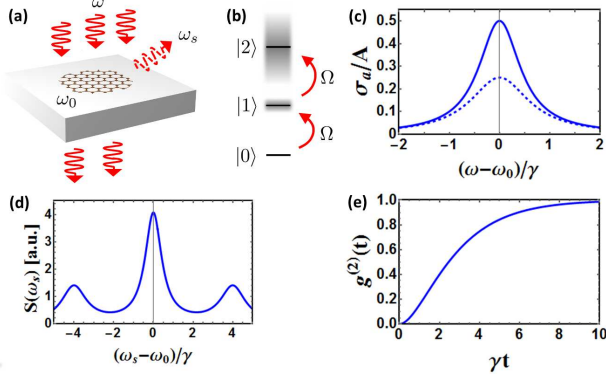 (a)
ω
ω_s
ω_0
(b)
|2⟩
Ω
|1⟩
Ω
|0⟩
(c)
σ_a/A
0.5
0.4
0.3
0.2
0.1
0
-2 -1 0 1 2
(ω-ω_0)/γ
(d)
S(ω_s) [a.u.]
4
3
2
1
0
-4 -2 0 2 4
(ω_s-ω_0)/γ
(e)
g^(2)(t)
1.0
0.8
0.6
0.4
0.2
0.0
0 2 4 6 8 10
γt